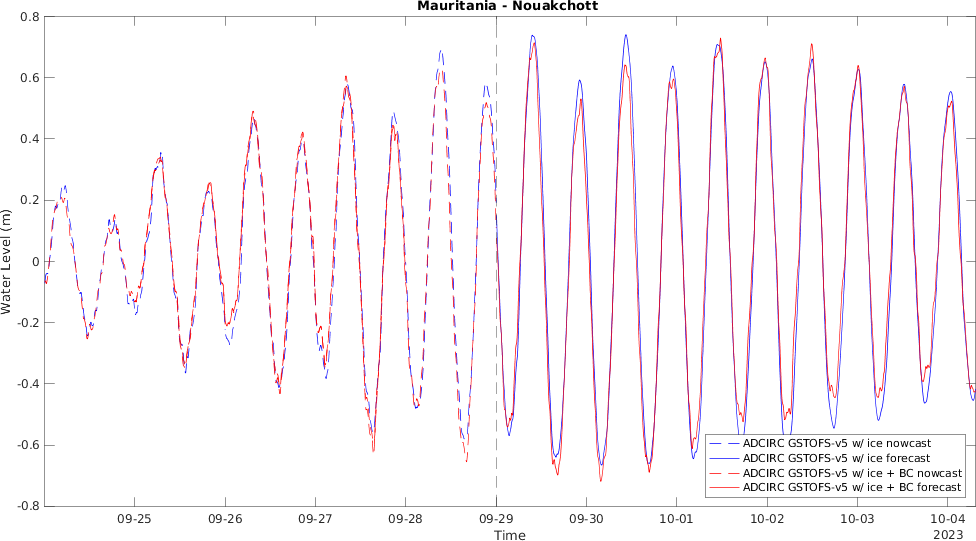 Mauritania - Nouakchott
0.8
0.6
0.4
0.2
0
-0.2
-0.4
-0.6
-0.8
Water Level (m)
09-25 09-26 09-27 09-28 09-29 09-30 10-01 10-02 10-03 10-04
Time
2023
ADCIRC GSTOFS-v5 w/ ice nowcast
ADCIRC GSTOFS-v5 w/ ice forecast
ADCIRC GSTOFS-v5 w/ ice + BC nowcast
ADCIRC GSTOFS-v5 w/ ice + BC forecast